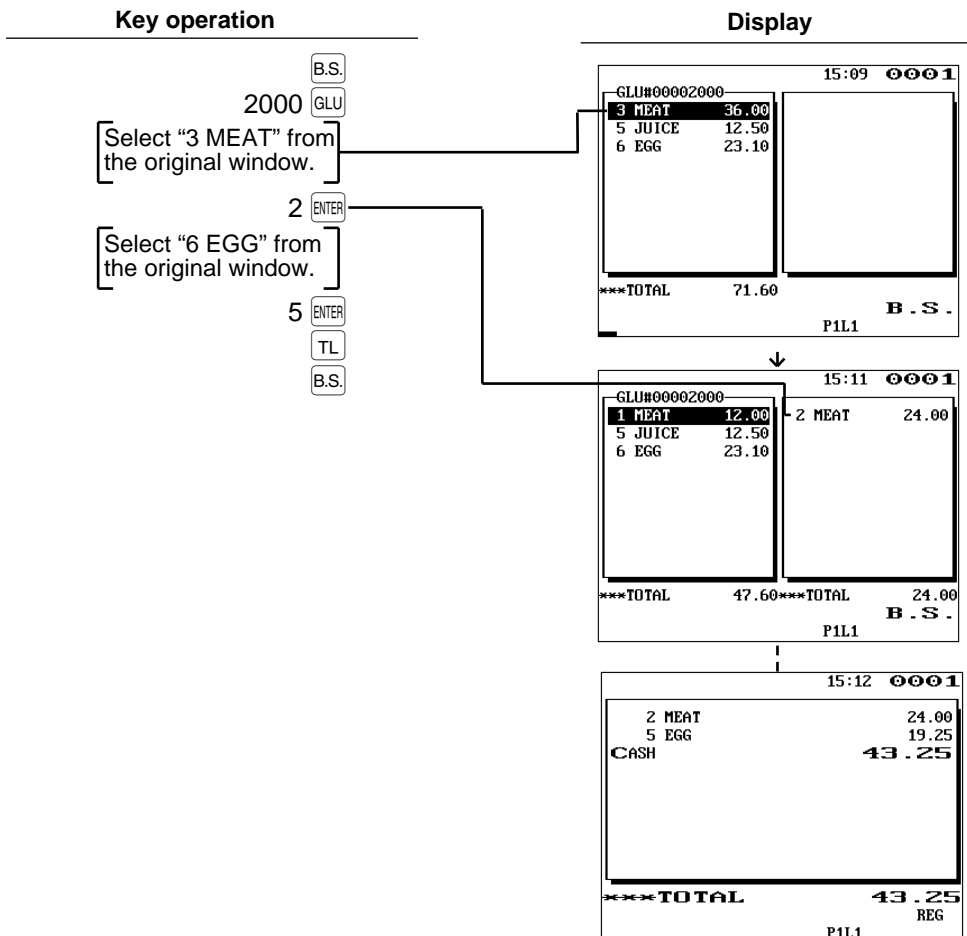 Key operation
B.S.
2000 GLU
Select “3 MEAT” from
the original window.
2 ENTER
Select “6 EGG” from
the original window.
5 ENTER
TL
B.S.
Display
15:09 0001
GLU#00002000
3 MEAT 36.00
5 JUICE 12.50
6 EGG 23.10
***TOTAL 71.60
B.S.
P1L1
15:11 0001
GLU#00002000
1 MEAT 12.00 2 MEAT 24.00
5 JUICE 12.50
6 EGG 23.10
***TOTAL 47.60***TOTAL 24.00
B.S.
P1L1
15:12 0001
2 MEAT 24.00
5 EGG 19.25
CASH 43.25
***TOTAL 43.25
REG
P1L1